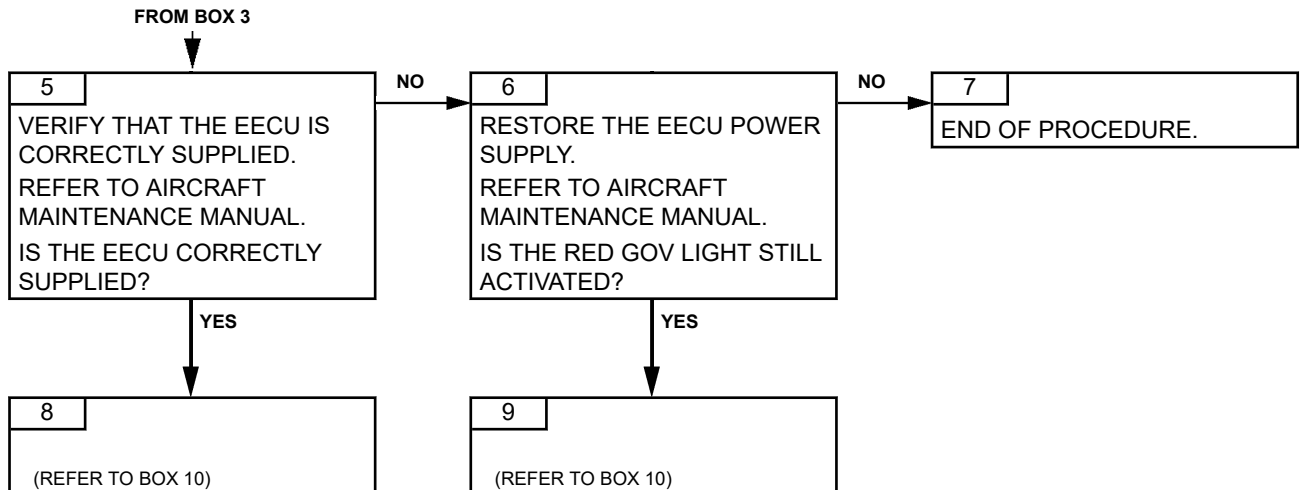 FROM BOX 3
5
VERIFY THAT THE EECU IS
CORRECTLY SUPPLIED.
REFER TO AIRCRAFT
MAINTENANCE MANUAL.
IS THE EECU CORRECTLY
SUPPLIED?
NO
6
RESTORE THE EECU POWER
SUPPLY.
REFER TO AIRCRAFT
MAINTENANCE MANUAL.
IS THE RED GOV LIGHT STILL
ACTIVATED?
NO
7
END OF PROCEDURE.
YES
YES
8
(REFER TO BOX 10)
9
(REFER TO BOX 10)